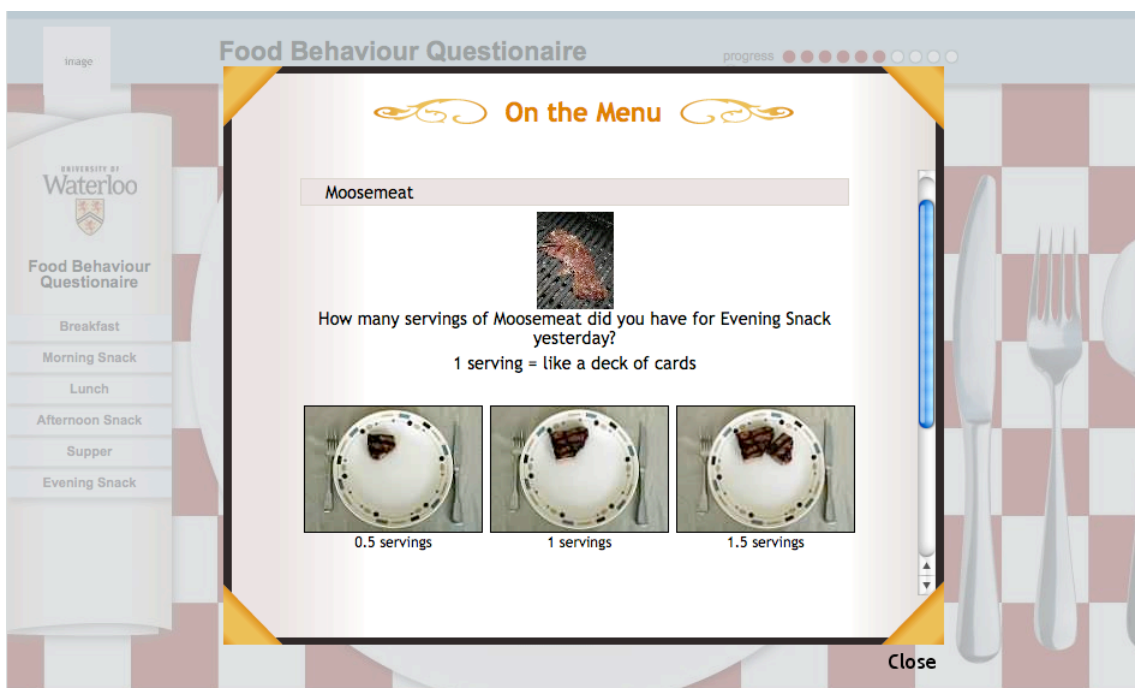 image
Food Behaviour Questionaire
progress
On the Menu
UNIVERSITY OF
Waterloo
Food Behaviour
Questionaire
Breakfast
Morning Snack
Lunch
Afternoon Snack
Supper
Evening Snack
Moosemeat
How many servings of Moosemeat did you have for Evening Snack
yesterday?
1 serving = like a deck of cards
0.5 servings
1 servings
1.5 servings
Close